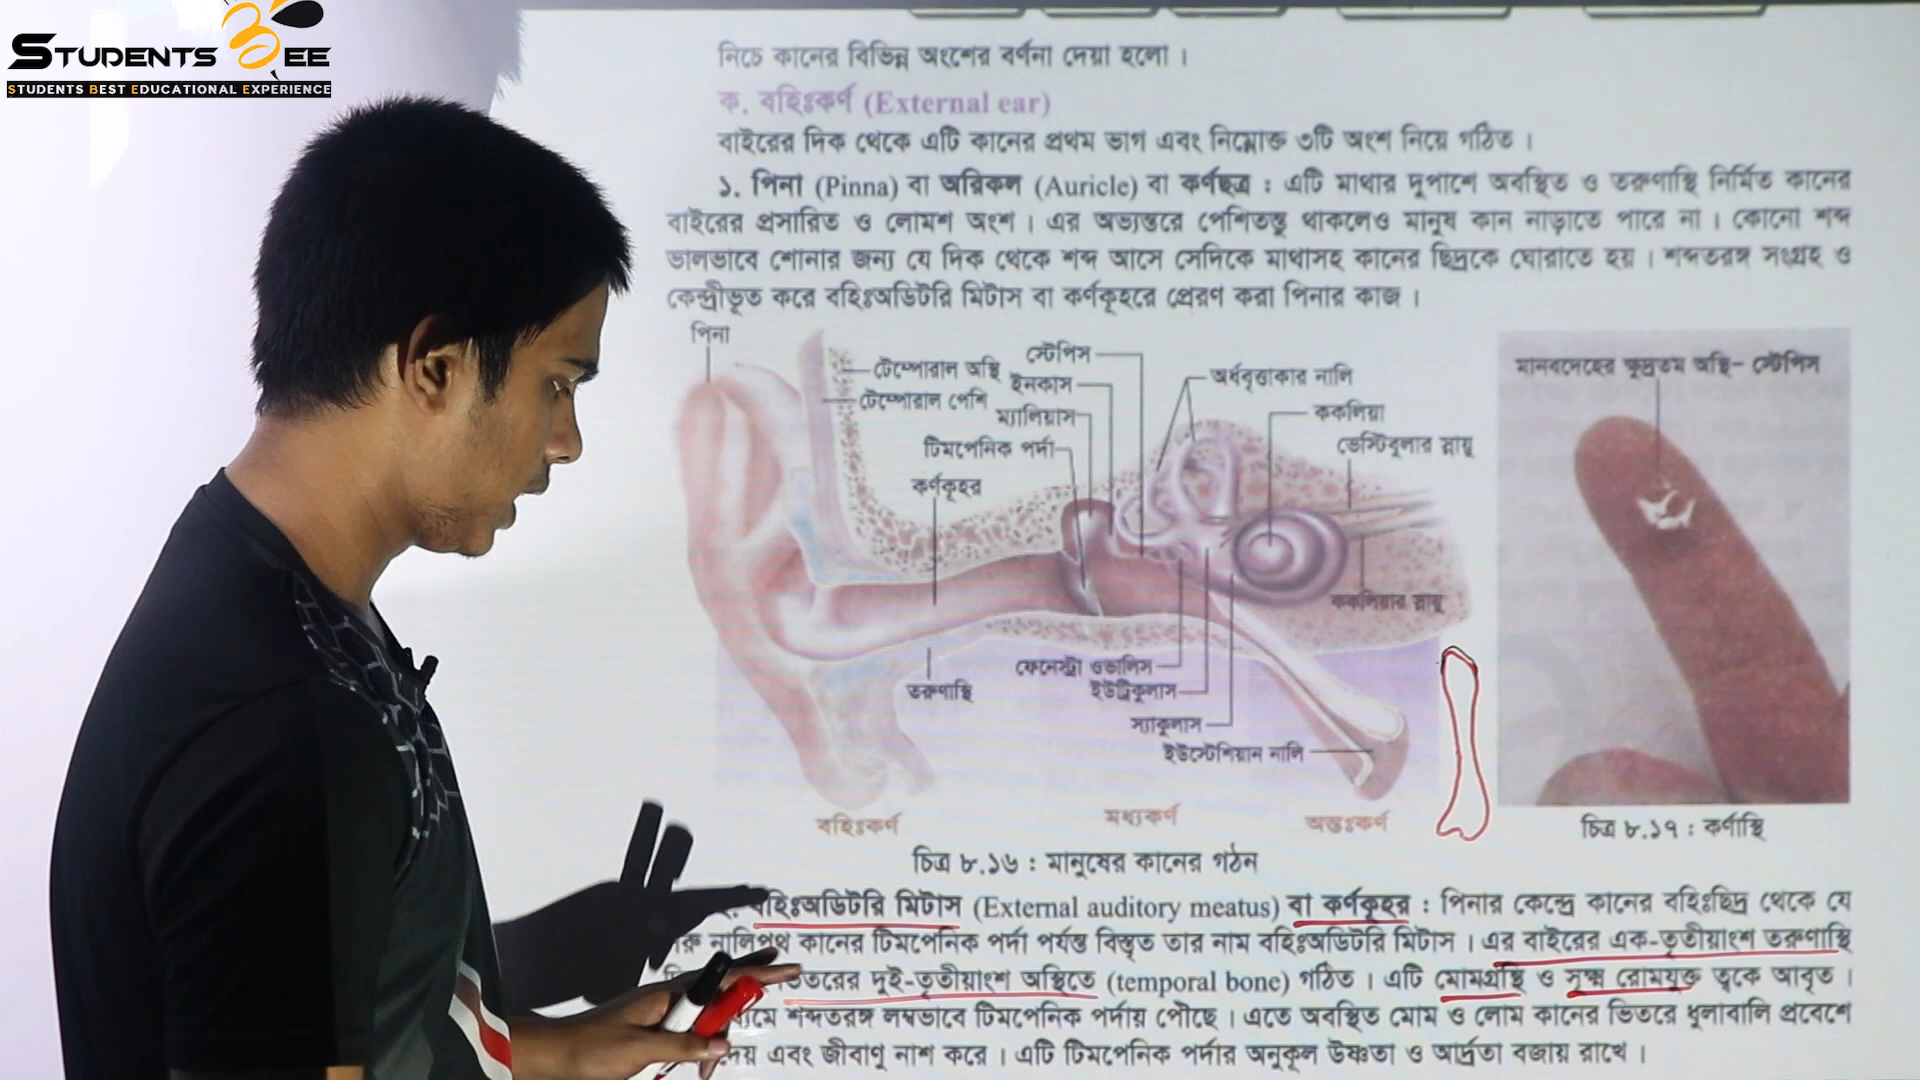 STUDENTS BEE
STUDENTS BEST EDUCATIONAL EXPERIENCE
নিচে কানের বিভিন্ন অংশের বর্ণনা দেয়া হলো ।
ক. বহিঃকর্ণ (External ear)
বাইরের দিক থেকে এটি কানের প্রথম ভাগ এবং নিম্নোক্ত ৩টি অংশ নিয়ে গঠিত ।
১. পিনা (Pinna) বা অরিকল (Auricle) বা কর্ণছত্র : এটি মাথার দুপাশে অবস্থিত ও তরুণাস্থি নির্মিত কানের
বাইরের প্রসারিত ও লোমশ অংশ । এর অভ্যন্তরে পেশিতন্তু থাকলেও মানুষ কান নাড়াতে পারে না । কোনো শব্দ
ভালভাবে শোনার জন্য যে দিক থেকে শব্দ আসে সেদিকে মাথাসহ কানের ছিদ্রকে ঘোরাতে হয় । শব্দতরঙ্গ সংগ্রহ ও
কেন্দ্রীভূত করে বহিঃঅডিটরি মিটাস বা কর্ণকূহরে প্রেরণ করা পিনার কাজ ।
পিনা
টেম্পোরাল অস্থি
টেম্পোরাল পেশি
স্টেপিস
ইনকাস
ম্যালিয়াস
টিমপেনিক পর্দা
কর্ণকূহর
অর্ধবৃত্তাকার নালি
ককলিয়া
ভেস্টিবুলার স্নায়ু
ককলিয়ার স্নায়ু
তরুণাস্থি
ফেনেস্ট্রা ওভালিস
ইউট্রিকুলাস
স্যাকুলাস
ইউস্টেশিয়ান নালি
বহিঃকর্ণ
মধ্যকর্ণ
অন্তঃকর্ণ
চিত্র ৮.১৬ : মানুষের কানের গঠন
মানবদেহের ক্ষুদ্রতম অস্থি– স্টেপিস
চিত্র ৮.১৭ : কর্ণাস্থি
বহিঃঅডিটরি মিটাস (External auditory meatus) বা কর্ণকূহর : পিনার কেন্দ্রে কানের বহিঃছিদ্র থেকে যে
নালিপথ কানের টিমপেনিক পর্দা পর্যন্ত বিস্তৃত তার নাম বহিঃঅডিটরি মিটাস । এর বাইরের এক-তৃতীয়াংশ তরুণাস্থি
দুই-তৃতীয়াংশ অস্থিতে (temporal bone) গঠিত । এটি মোমগ্রন্থি ও সূক্ষ্ম রোমযুক্ত ত্বকে আবৃত ।
শব্দতরঙ্গ লম্বভাবে টিমপেনিক পর্দায় পৌছে । এতে অবস্থিত মোম ও লোম কানের ভিতরে ধূলাবালি প্রবেশে
দেয় এবং জীবাণু নাশ করে । এটি টিমপেনিক পর্দার অনুকূল উষ্ণতা ও আর্দ্রতা বজায় রাখে ।